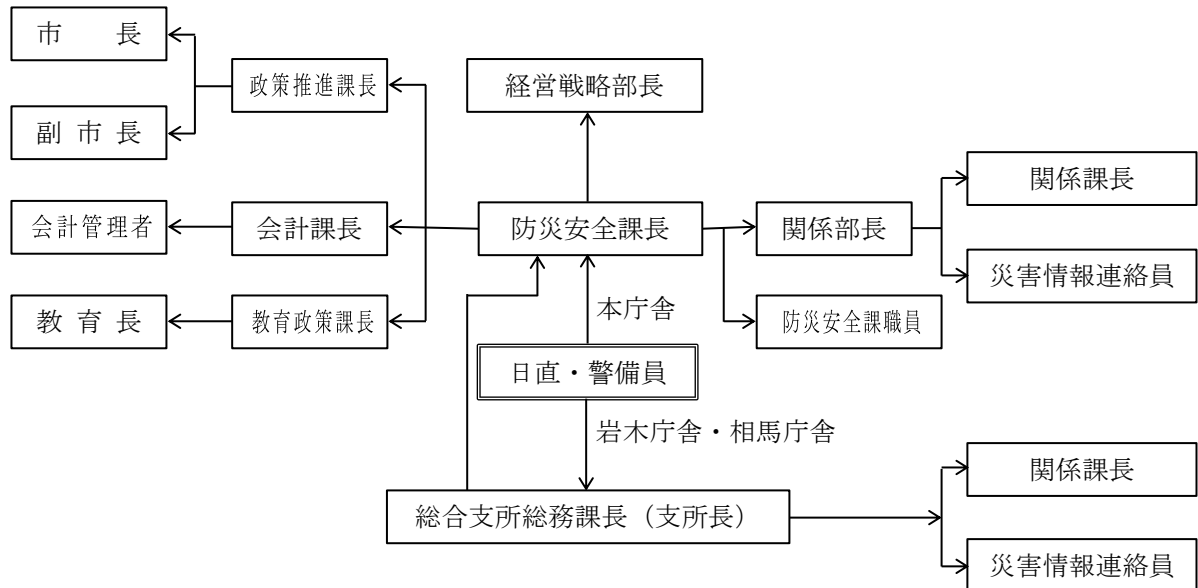 市　　長
副 市 長
政策推進課長
経営戦略部長
会計管理者
会計課長
防災安全課長
関係部長
関係課長
災害情報連絡員
教 育 長
教育政策課長
本庁舎
防災安全課職員
日直・警備員
岩木庁舎・相馬庁舎
総合支所総務課長（支所長）
関係課長
災害情報連絡員